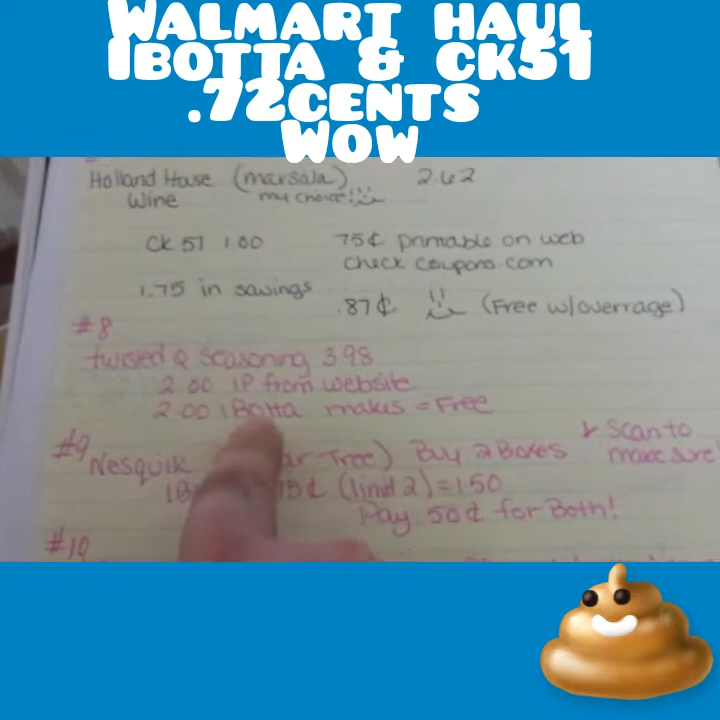 WALMART HAUL
IBOTTA & CK51
.72CENTS
WOW
Holland House (marsala) 2.62
Wine my choice!
CK 51 1.00 75¢ printable on web
check coupons.com
1.75 in savings .87¢ (Free w/overrage)
#8
twisted Q Seasoning 3.98
2.00 IP from website
2.00 iBotta makes = Free
#9 Nesquik Tree) Buy 2 Boxes Scan to
make sure!
75¢ (limit 2) = 1.50
Pay 50¢ for Both!
#10